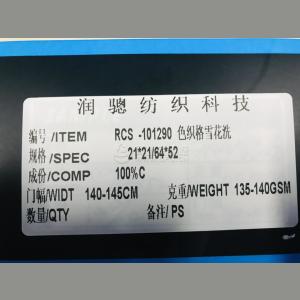 润骢纺织科技
编号/ITEM RCS -101290 色织格雪花洗
规格/SPEC 21*21/64*52
成份/COMP 100%C
门幅/WIDT 140-145CM 克重/WEIGHT 135-140GSM
数量/QTY 备注/PS